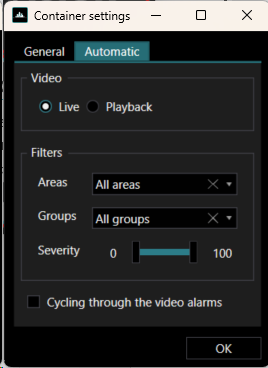 Container settings
General Automatic
Video
Live Playback
Filters
Areas All areas
Groups All groups
Severity 0 100
Cycling through the video alarms
OK